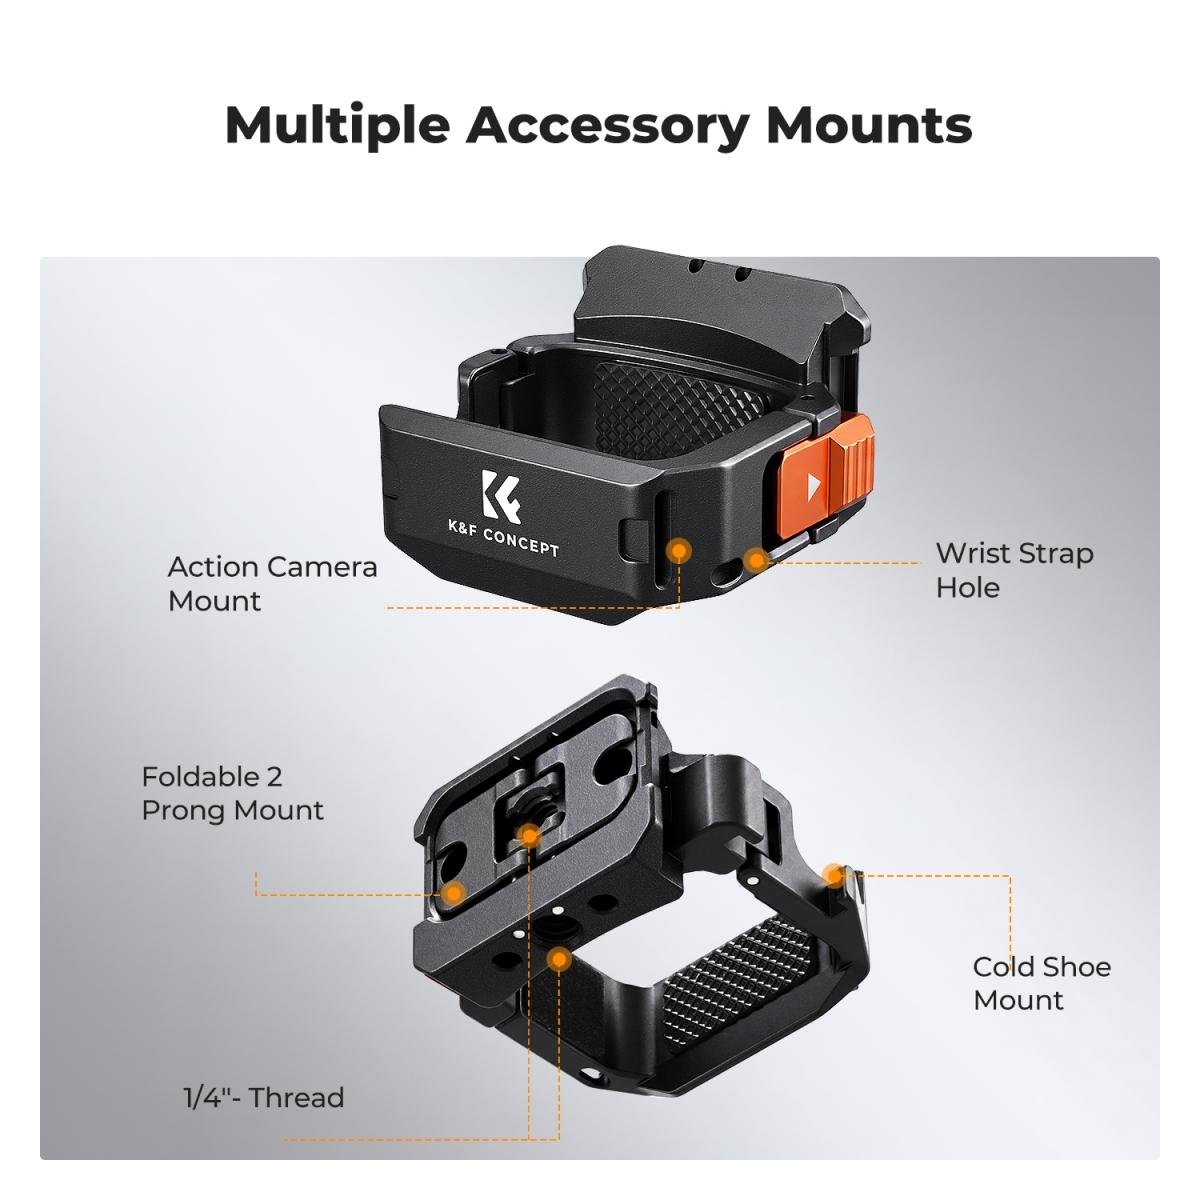 Multiple Accessory Mounts
K&F CONCEPT
Action Camera
Mount
Wrist Strap
Hole
Foldable 2
Prong Mount
Cold Shoe
Mount
1/4"- Thread